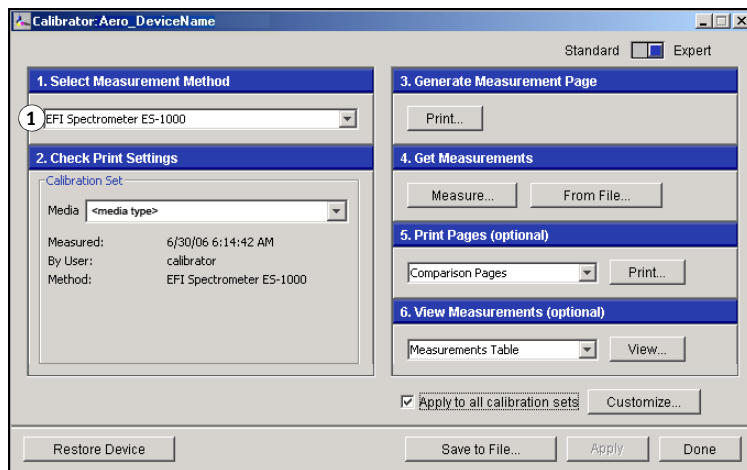 Calibrator:Aero_DeviceName
Standard Expert
1. Select Measurement Method
1
EFI Spectrometer ES-1000
2. Check Print Settings
Calibration Set
Media <media type>
Measured: 6/30/06 6:14:42 AM
By User: calibrator
Method: EFI Spectrometer ES-1000
3. Generate Measurement Page
Print...
4. Get Measurements
Measure... From File...
5. Print Pages (optional)
Comparison Pages Print...
6. View Measurements (optional)
Measurements Table View...
Apply to all calibration sets Customize...
Restore Device Save to File... Apply Done